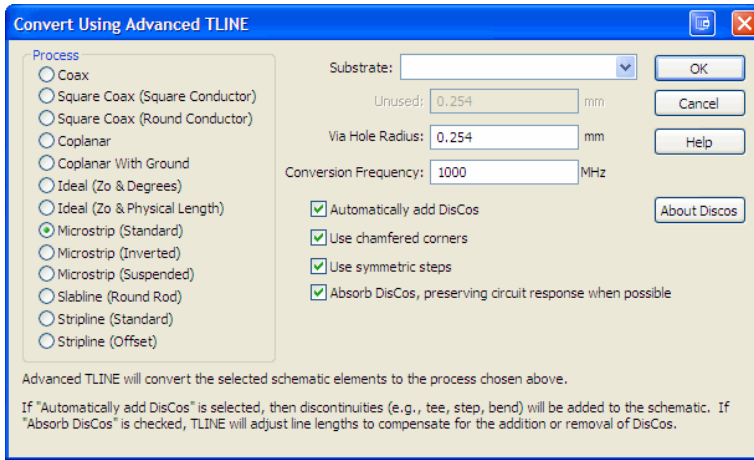 Convert Using Advanced TLINE
Process
Coax
Square Coax (Square Conductor)
Square Coax (Round Conductor)
Coplanar
Coplanar With Ground
Ideal (Zo & Degrees)
Ideal (Zo & Physical Length)
Microstrip (Standard)
Microstrip (Inverted)
Microstrip (Suspended)
Slabline (Round Rod)
Stripline (Standard)
Stripline (Offset)
Substrate:
Unused: 0.254 mm
Via Hole Radius: 0.254 mm
Conversion Frequency: 1000 MHz
Automatically add DisCos
Use chamfered corners
Use symmetric steps
Absorb DisCos, preserving circuit response when possible
OK
Cancel
Help
About Discos
Advanced TLINE will convert the selected schematic elements to the process chosen above.
If "Automatically add DisCos" is selected, then discontinuities (e.g., tee, step, bend) will be added to the schematic. If
"Absorb DisCos" is checked, TLINE will adjust line lengths to compensate for the addition or removal of DisCos.